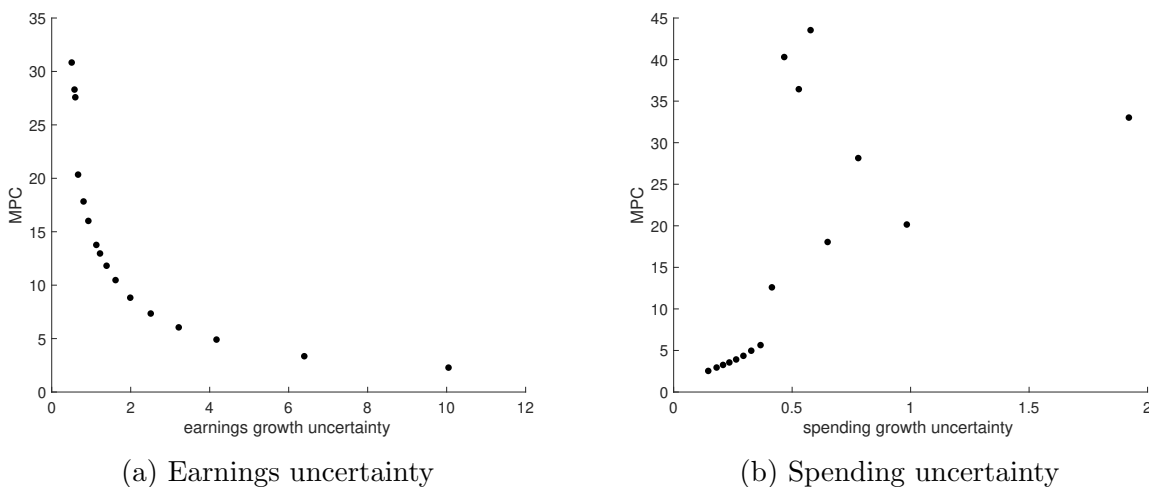 35
30
25
20
15
10
5
0
MPC
0 2 4 6 8 10 12
earnings growth uncertainty
(a) Earnings uncertainty
45
40
35
30
25
20
15
10
5
0
MPC
0 0.5 1 1.5 2
spending growth uncertainty
(b) Spending uncertainty